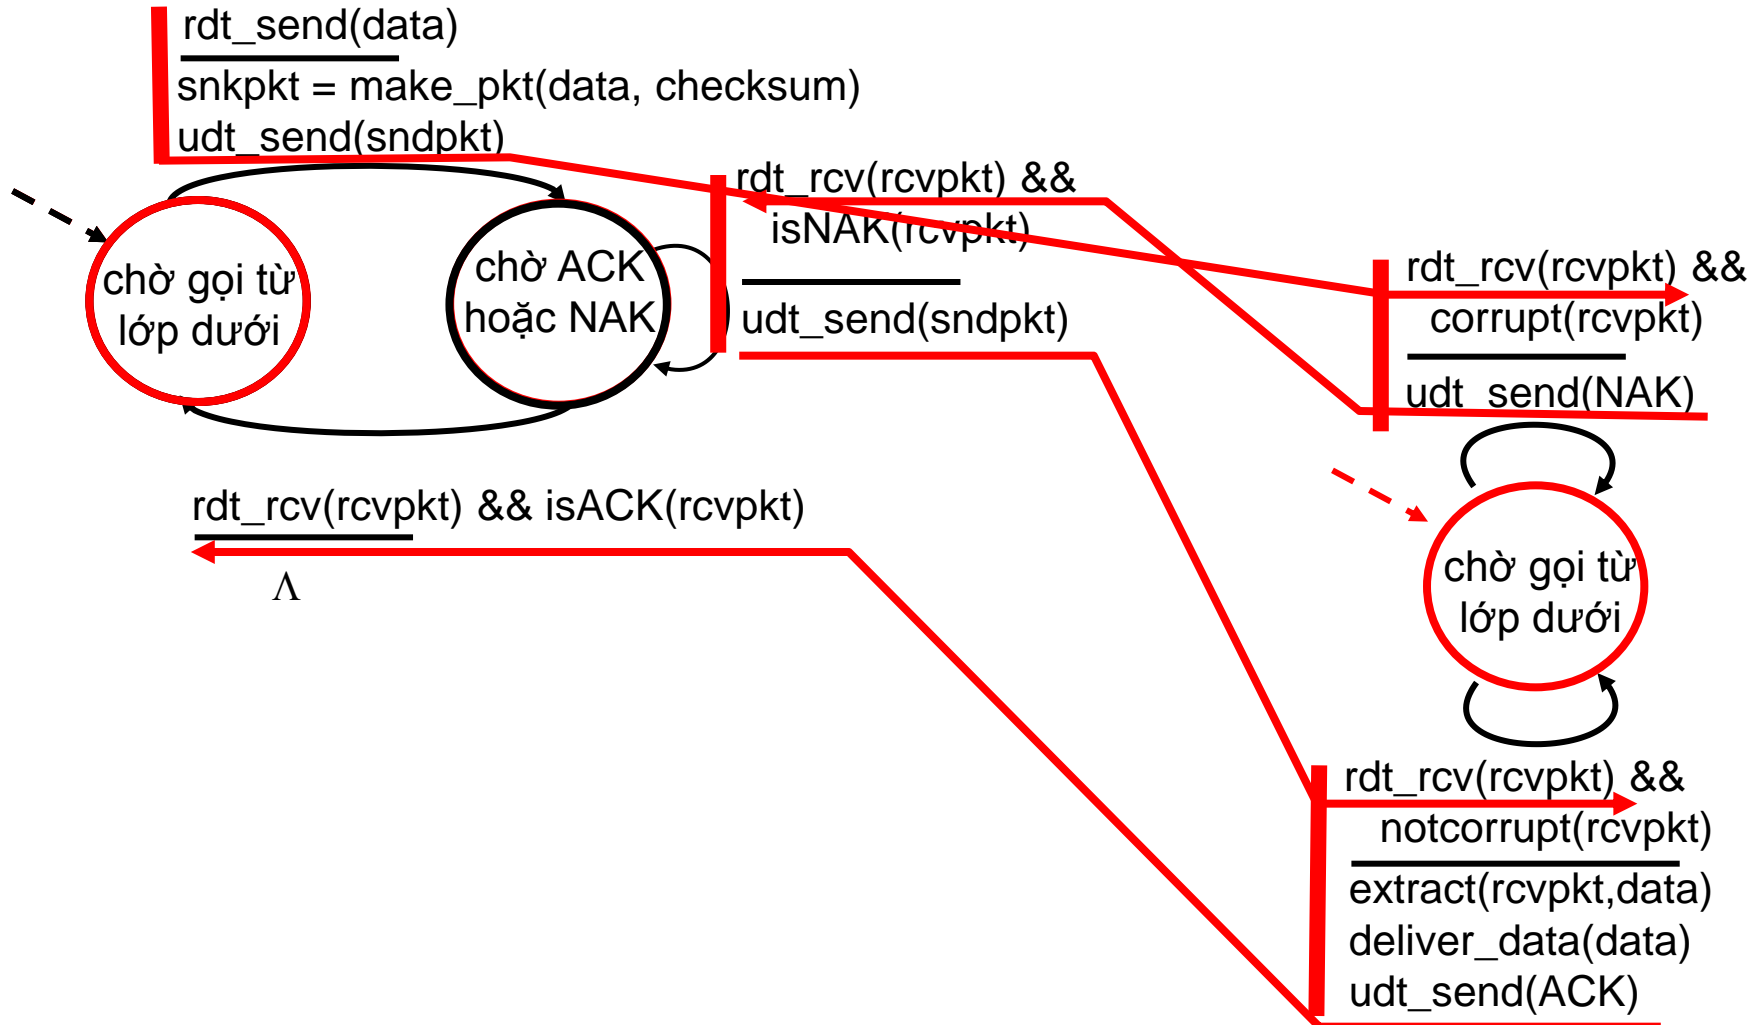 rdt_send(data)
snkpkt = make_pkt(data, checksum)
udt_send(sndpkt)
chờ gọi từ
lớp dưới
chờ ACK
hoặc NAK
rdt_rcv(rcvpkt) &&
isNAK(rcvpkt)
udt_send(sndpkt)
rdt_rcv(rcvpkt) && isACK(rcvpkt)
Λ
rdt_rcv(rcvpkt) &&
corrupt(rcvpkt)
udt_send(NAK)
chờ gọi từ
lớp dưới
rdt_rcv(rcvpkt) &&
notcorrupt(rcvpkt)
extract(rcvpkt,data)
deliver_data(data)
udt_send(ACK)